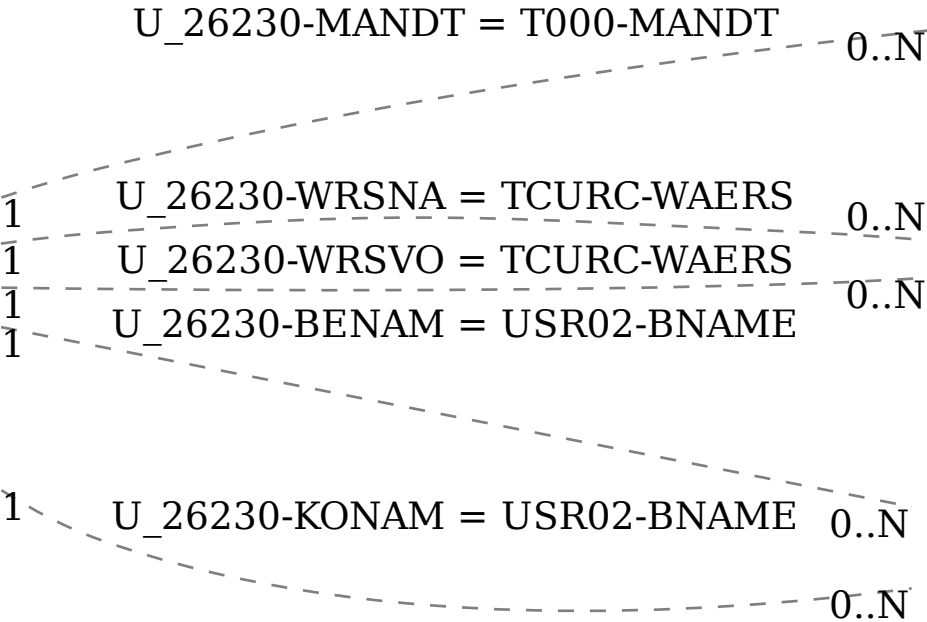 U_26230-MANDT = T000-MANDT
0..N
1
U_26230-WRSNA = TCURC-WAERS
0..N
1
U_26230-WRSVO = TCURC-WAERS
0..N
1
U_26230-BENAM = USR02-BNAME
1
1
U_26230-KONAM = USR02-BNAME
0..N
0..N